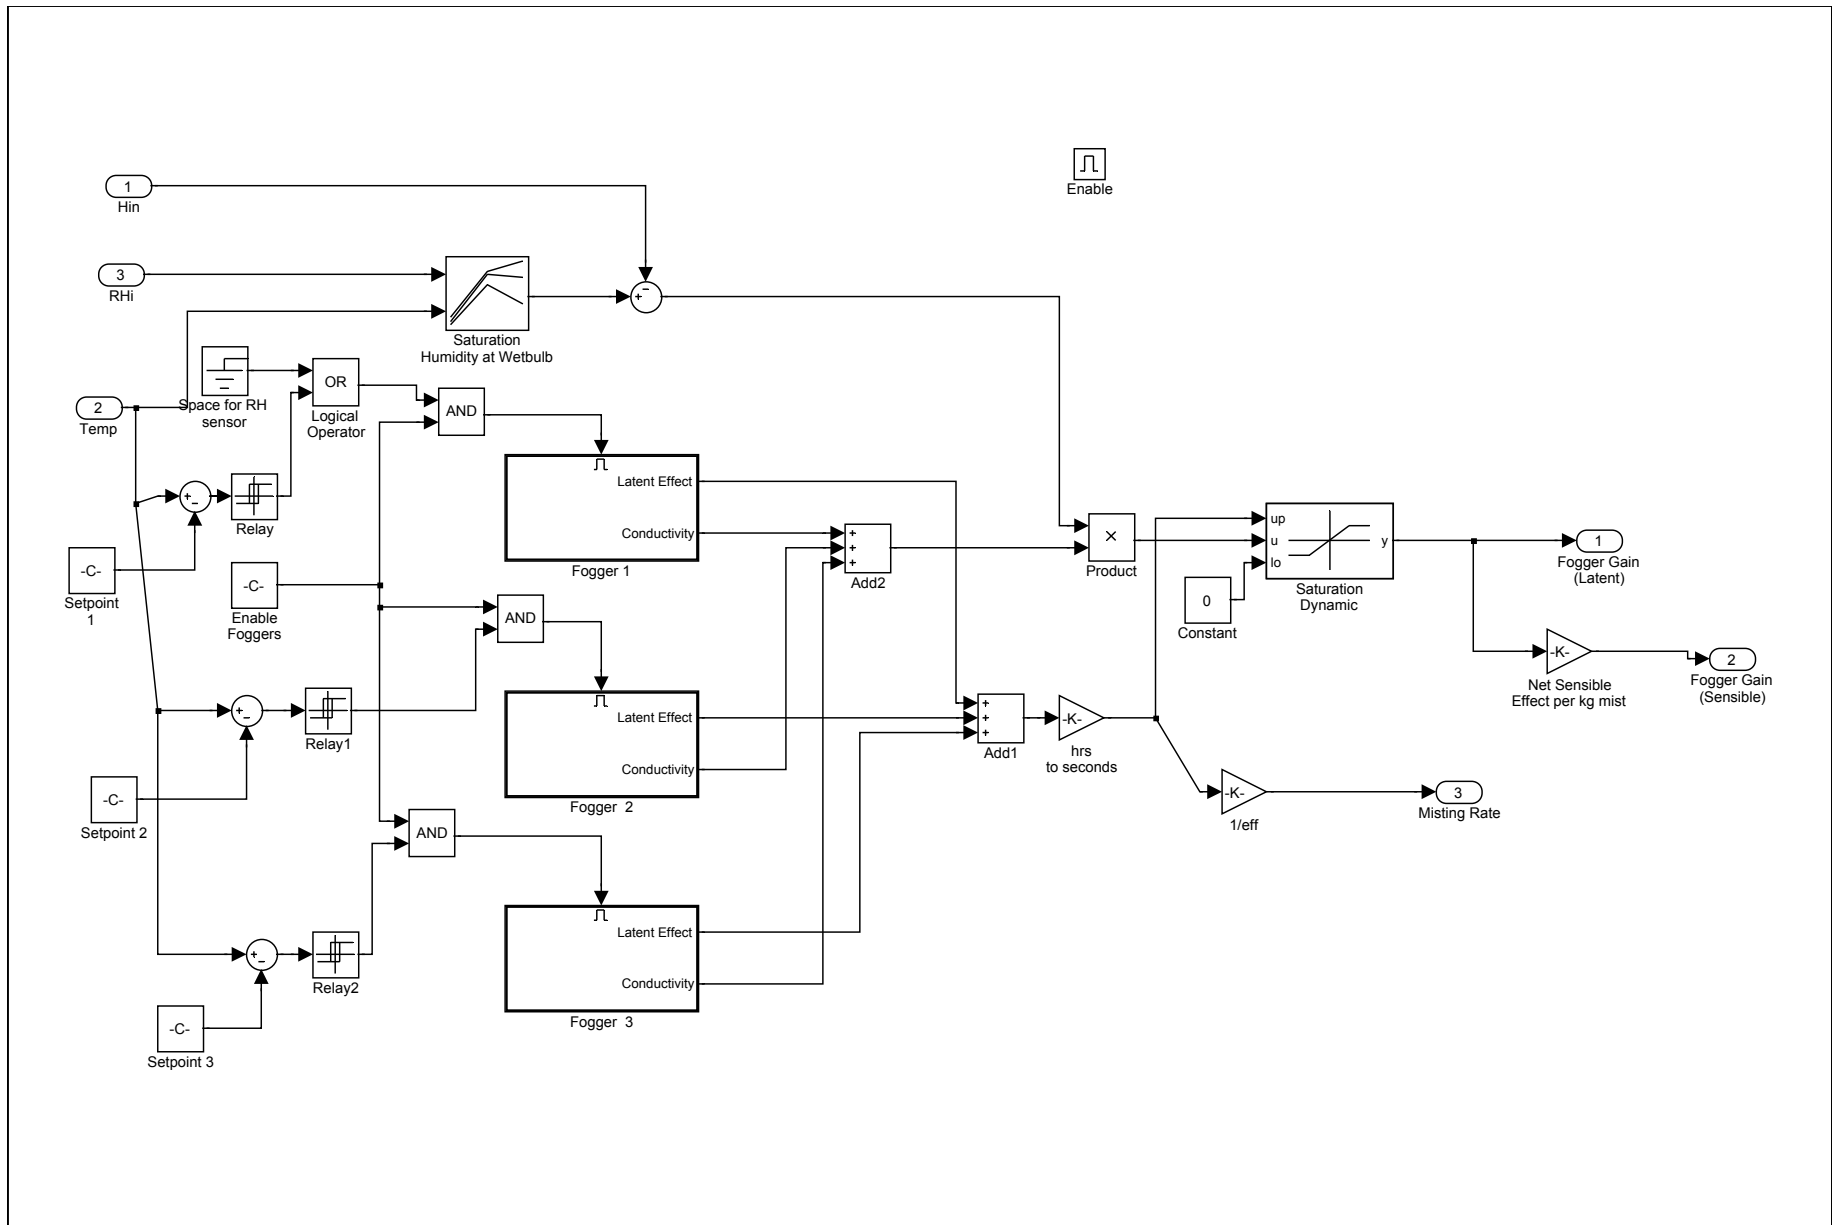 Enable
1
Hin
3
RHi
+
−
Saturation
Humidity at Wetbulb
2
Temp
Space for RH
sensor
OR
Logical
Operator
AND
+
−
Relay
-C-
Setpoint
1
-C-
Enable
Foggers
Latent Effect
Conductivity
Fogger 1
+
+
+
Add2
×
Product
up
u
lo
y
Saturation
Dynamic
0
Constant
1
Fogger Gain
(Latent)
-K-
Net Sensible
Effect per kg mist
2
Fogger Gain
(Sensible)
AND
+
−
Relay1
-C-
Setpoint 2
Latent Effect
Conductivity
Fogger 2
+
+
+
Add1
-K-
hrs
to seconds
-K-
1/eff
3
Misting Rate
AND
+
−
Relay2
-C-
Setpoint 3
Latent Effect
Conductivity
Fogger 3